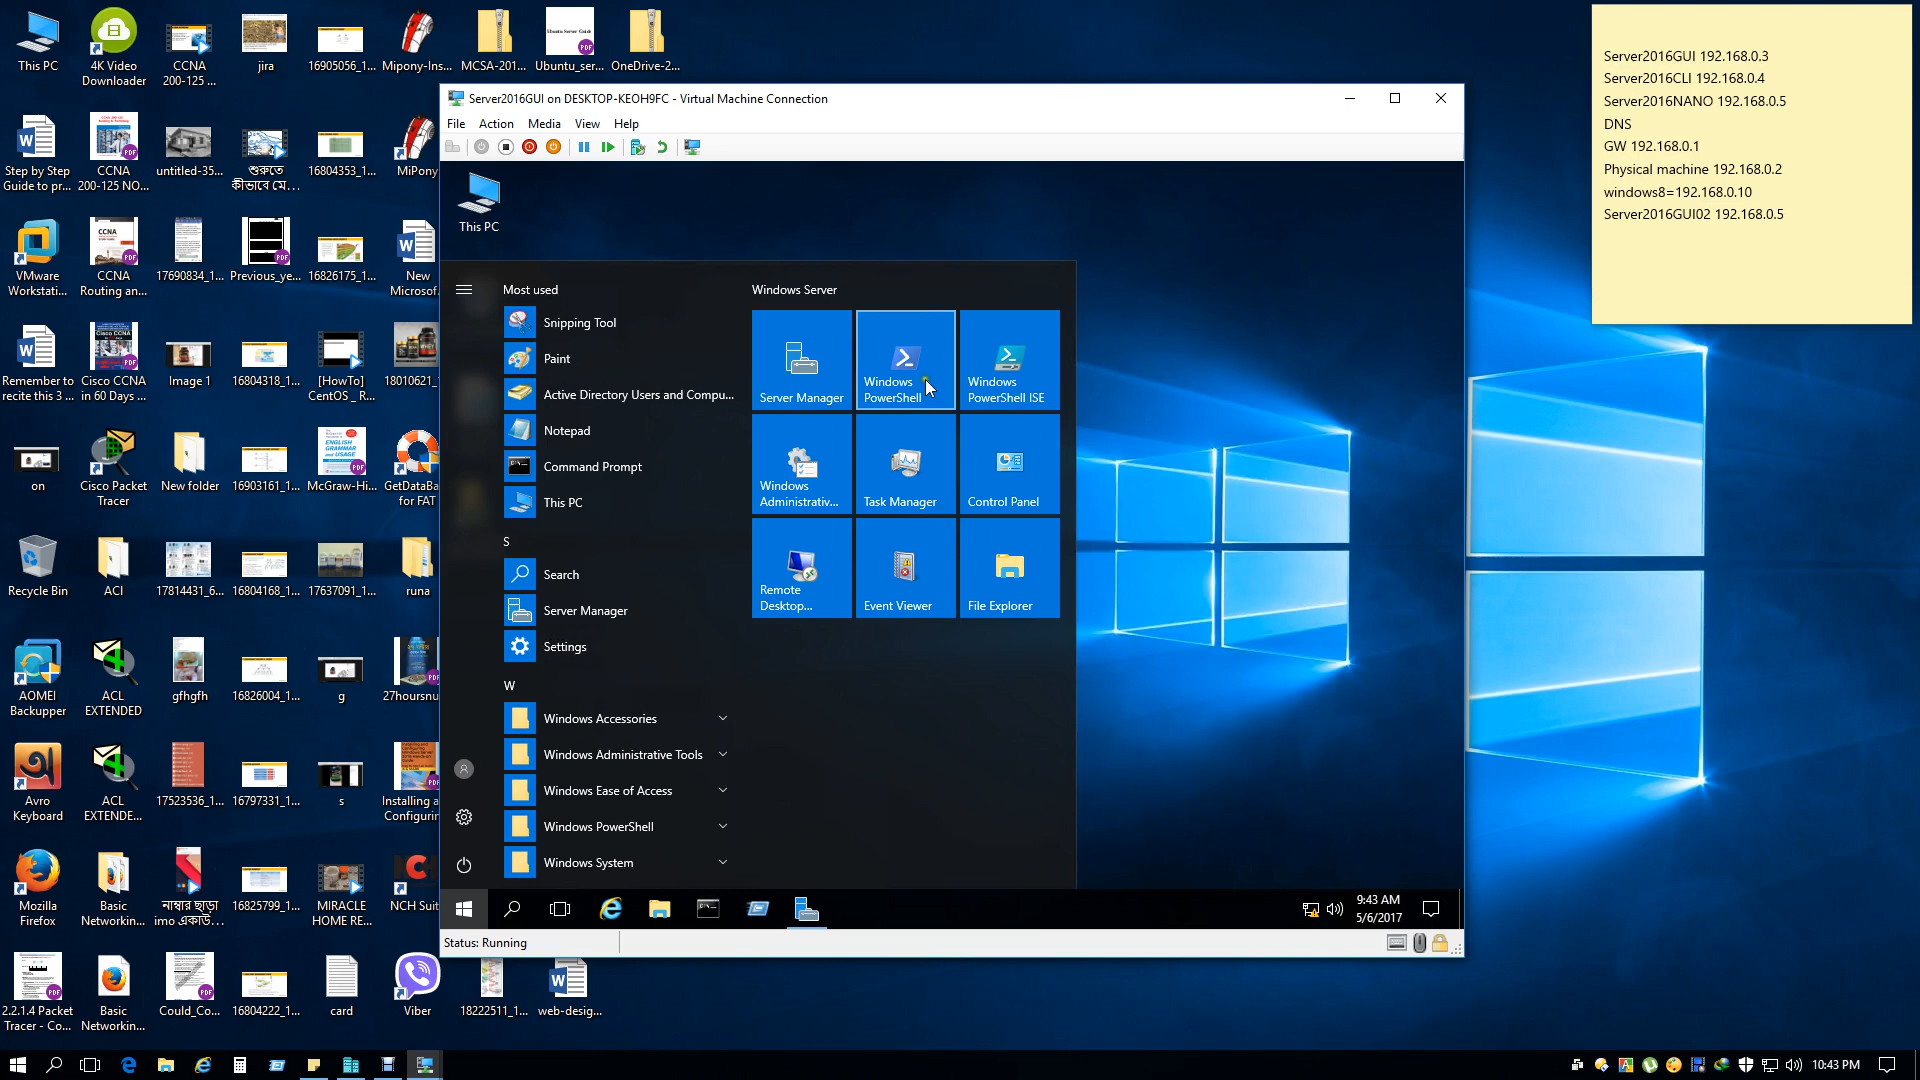 This PC
4K Video
Downloader
CCNA
200-125 ...
jira
16905056_1...
Mipony-Ins...
MCSA-201...
Ubuntu_ser...
OneDrive-2...
Step by Step
Guide to pr...
CCNA
200-125 NO...
untitled-35...
শুরুতে
কীভাবে মে...
16804353_1...
MiPony
VMware
Workstati...
CCNA
Routing an...
17690834_1...
Previous_ye...
16826175_1...
New
Microsof
Remember to
recite this 3 ...
Cisco CCNA
in 60 Days ...
Image 1
16804318_1...
[HowTo]
CentOS _ R...
18010621_
on
Cisco Packet
Tracer
New folder
16903161_1...
McGraw-Hi...
GetDataBa
for FAT
Recycle Bin
ACI
17814431_6...
16804168_1...
17637091_1...
runa
AOMEI
Backupper
ACL
EXTENDED
gfhgfh
16826004_1...
g
27hoursnu
Avro
Keyboard
ACL
EXTENDE...
17523536_1...
16797331_1...
s
Installing a
Configurin
Mozilla
Firefox
Basic
Networkin...
নাম্বার ছাড়া
imo একাউ...
16825799_1...
MIRACLE
HOME RE...
NCH Suit
2.2.1.4 Packet
Tracer - Co...
Basic
Networkin...
Could_Co...
16804222_1...
card
Viber
18222511_1...
web-desig...
Server2016GUI on DESKTOP-KEOH9FC - Virtual Machine Connection
File Action Media View Help
This PC
Most used
Snipping Tool
Paint
Active Directory Users and Compu...
Notepad
Command Prompt
This PC
S
Search
Server Manager
Settings
W
Windows Accessories
Windows Administrative Tools
Windows Ease of Access
Windows PowerShell
Windows System
Windows Server
Server Manager
Windows
PowerShell
Windows
PowerShell ISE
Windows
Administrativ...
Task Manager
Control Panel
Remote
Desktop...
Event Viewer
File Explorer
9:43 AM
5/6/2017
Status: Running
Server2016GUI 192.168.0.3
Server2016CLI 192.168.0.4
Server2016NANO 192.168.0.5
DNS
GW 192.168.0.1
Physical machine 192.168.0.2
windows8=192.168.0.10
Server2016GUI02 192.168.0.5
10:43 PM